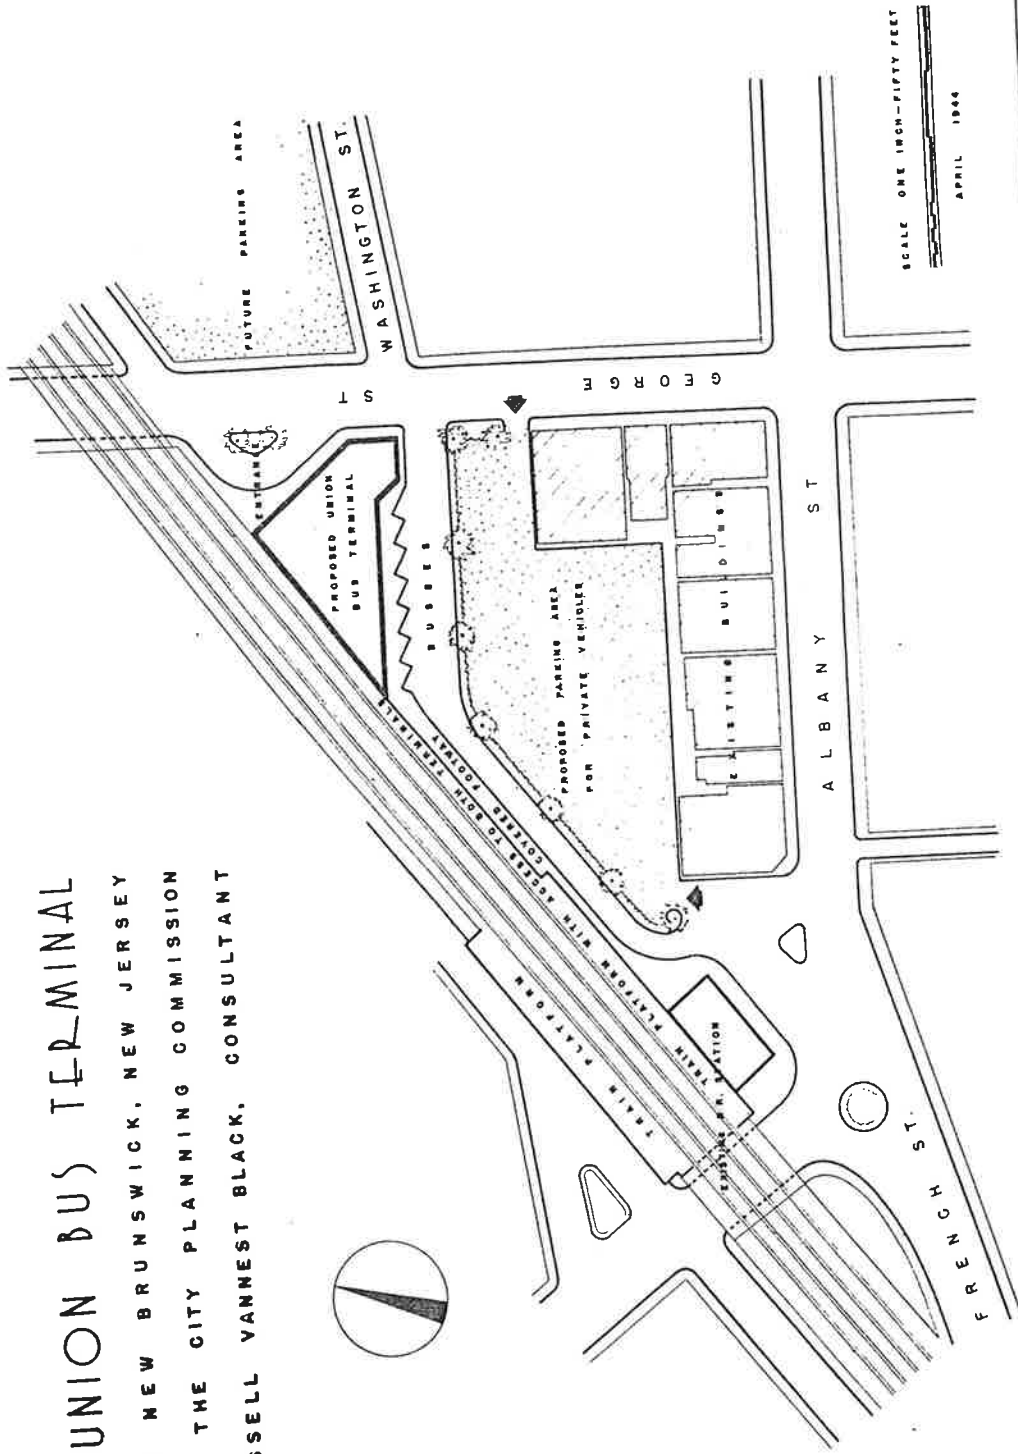 UNION BUS TERMINAL
NEW BRUNSWICK, NEW JERSEY
THE CITY PLANNING COMMISSION
SSELL VANNEST BLACK, CONSULTANT
FUTURE PARKING AREA
WASHINGTON ST.
GEORGE
ST
ENTRANCE
PROPOSED UNION
BUS TERMINAL
BUSES
PROPOSED PARKING AREA
FOR PRIVATE VEHICLES
EXISTING BUILDINGS
ALBANY ST
TRAIN PLATFORM
TRAIN PLATFORM WITH ACCESS TO BOTH TERMINALS
COVERED FOOTWAY
EXISTING R.R. STATION
FRENCH ST.
SCALE ONE INCH—FIFTY FEET
APRIL 1944